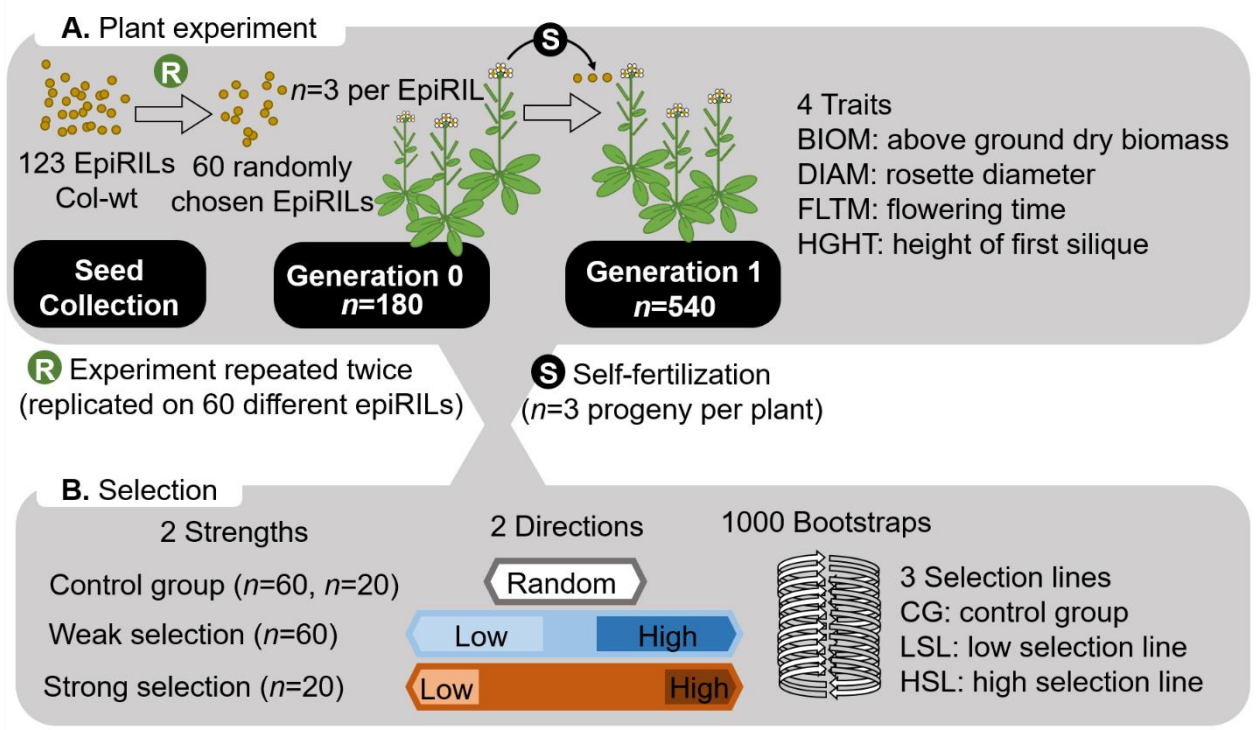 A. Plant experiment
S
R
n=3 per EpiRIL
123 EpiRILs
Col-wt
60 randomly
chosen EpiRILs
4 Traits
BIOM: above ground dry biomass
DIAM: rosette diameter
FLTM: flowering time
HGHT: height of first silique
Seed
Collection
Generation 0
n=180
Generation 1
n=540
R Experiment repeated twice
(replicated on 60 different epiRILs)
S Self-fertilization
(n=3 progeny per plant)
B. Selection
2 Strengths
2 Directions
1000 Bootstraps
Control group (n=60, n=20)
Random
Weak selection (n=60)
Low
High
Strong selection (n=20)
Low
High
3 Selection lines
CG: control group
LSL: low selection line
HSL: high selection line